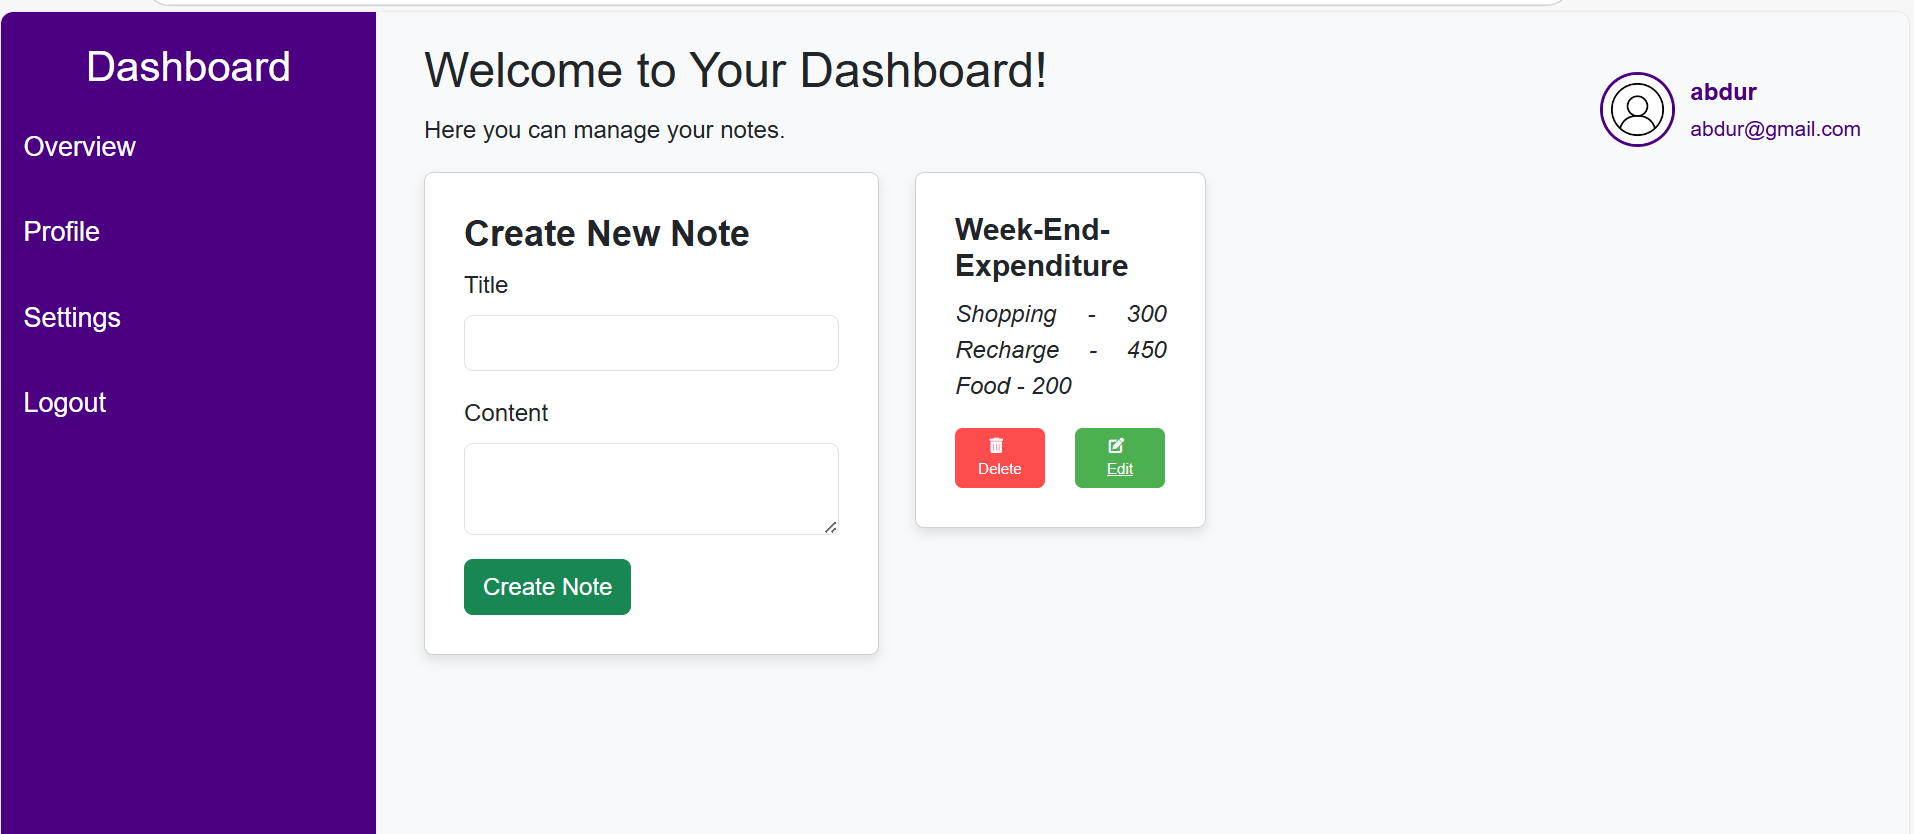 Dashboard
Overview
Profile
Settings
Logout
Welcome to Your Dashboard!
Here you can manage your notes.
abdur
abdur@gmail.com
Create New Note
Title
Content
Create Note
Week-End-
Expenditure
Shopping - 300
Recharge - 450
Food - 200
Delete
Edit